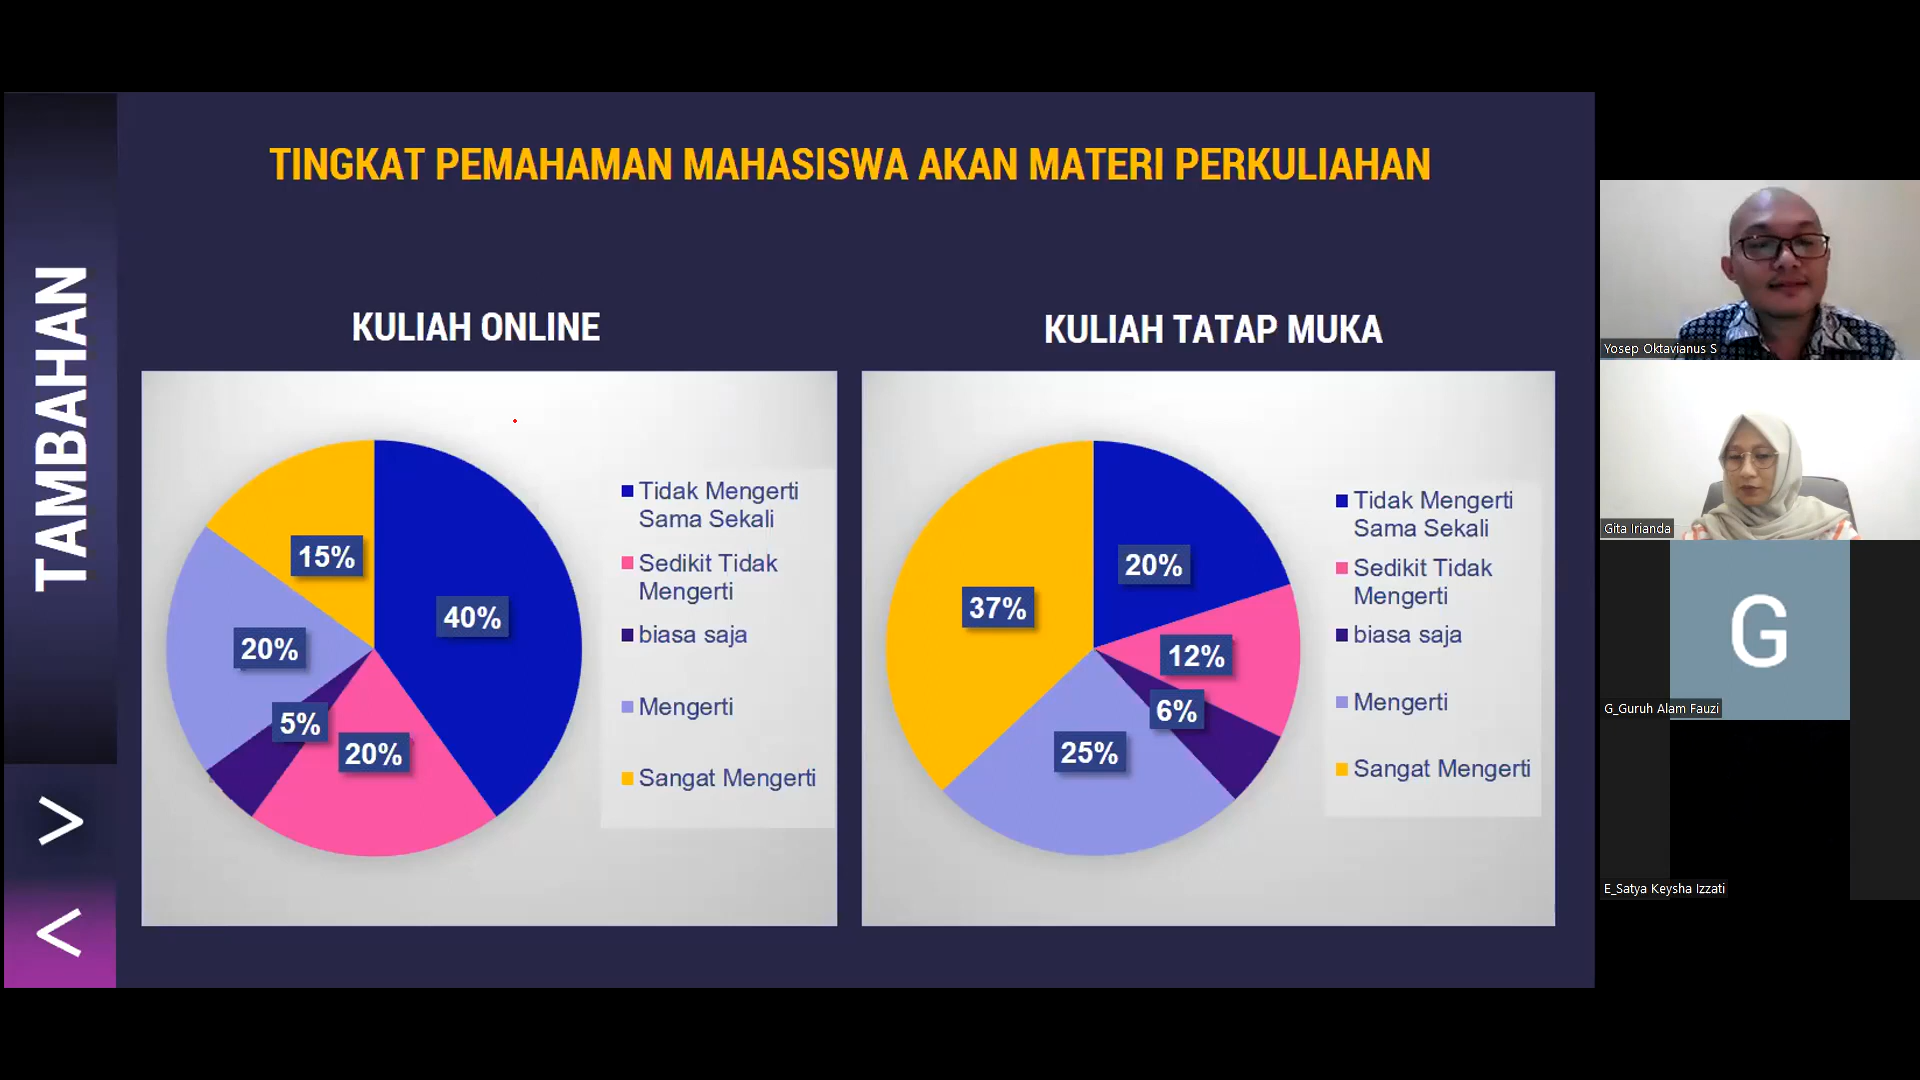 TAMBAHAN
TINGKAT PEMAHAMAN MAHASISWA AKAN MATERI PERKULIAHAN
KULIAH ONLINE
15%
40%
20%
5%
20%
Tidak Mengerti
Sama Sekali
Sedikit Tidak
Mengerti
biasa saja
Mengerti
Sangat Mengerti
KULIAH TATAP MUKA
20%
37%
12%
6%
25%
Tidak Mengerti
Sama Sekali
Sedikit Tidak
Mengerti
biasa saja
Mengerti
Sangat Mengerti
Yosep Oktavianus S
Gita Irianda
G
G_Guruh Alam Fauzi
E_Satya Keysha Izzati